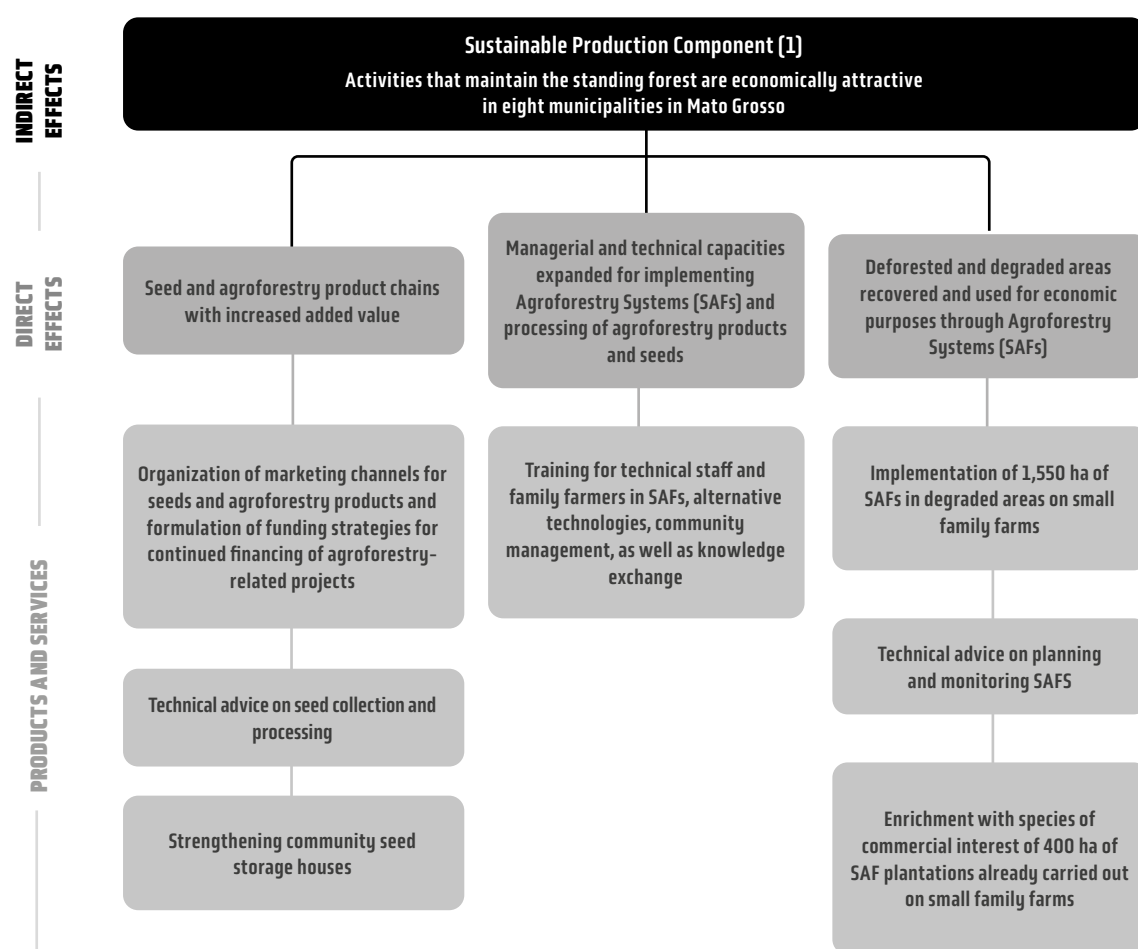 INDIRECT
EFFECTS
Sustainable Production Component (1)
Activities that maintain the standing forest are economically attractive
in eight municipalities in Mato Grosso
DIRECT
EFFECTS
Seed and agroforestry product chains
with increased added value
Managerial and technical capacities
expanded for implementing
Agroforestry Systems (SAFs) and
processing of agroforestry products
and seeds
Deforested and degraded areas
recovered and used for economic
purposes through Agroforestry
Systems (SAFs)
PRODUCTS AND SERVICES
Organization of marketing channels for
seeds and agroforestry products and
formulation of funding strategies for
continued financing of agroforestry-
related projects
Technical advice on seed collection and
processing
Strengthening community seed
storage houses
Training for technical staff and
family farmers in SAFs, alternative
technologies, community
management, as well as knowledge
exchange
Implementation of 1,550 ha of
SAFs in degraded areas on small
family farms
Technical advice on planning
and monitoring SAFS
Enrichment with species of
commercial interest of 400 ha of
SAF plantations already carried out
on small family farms